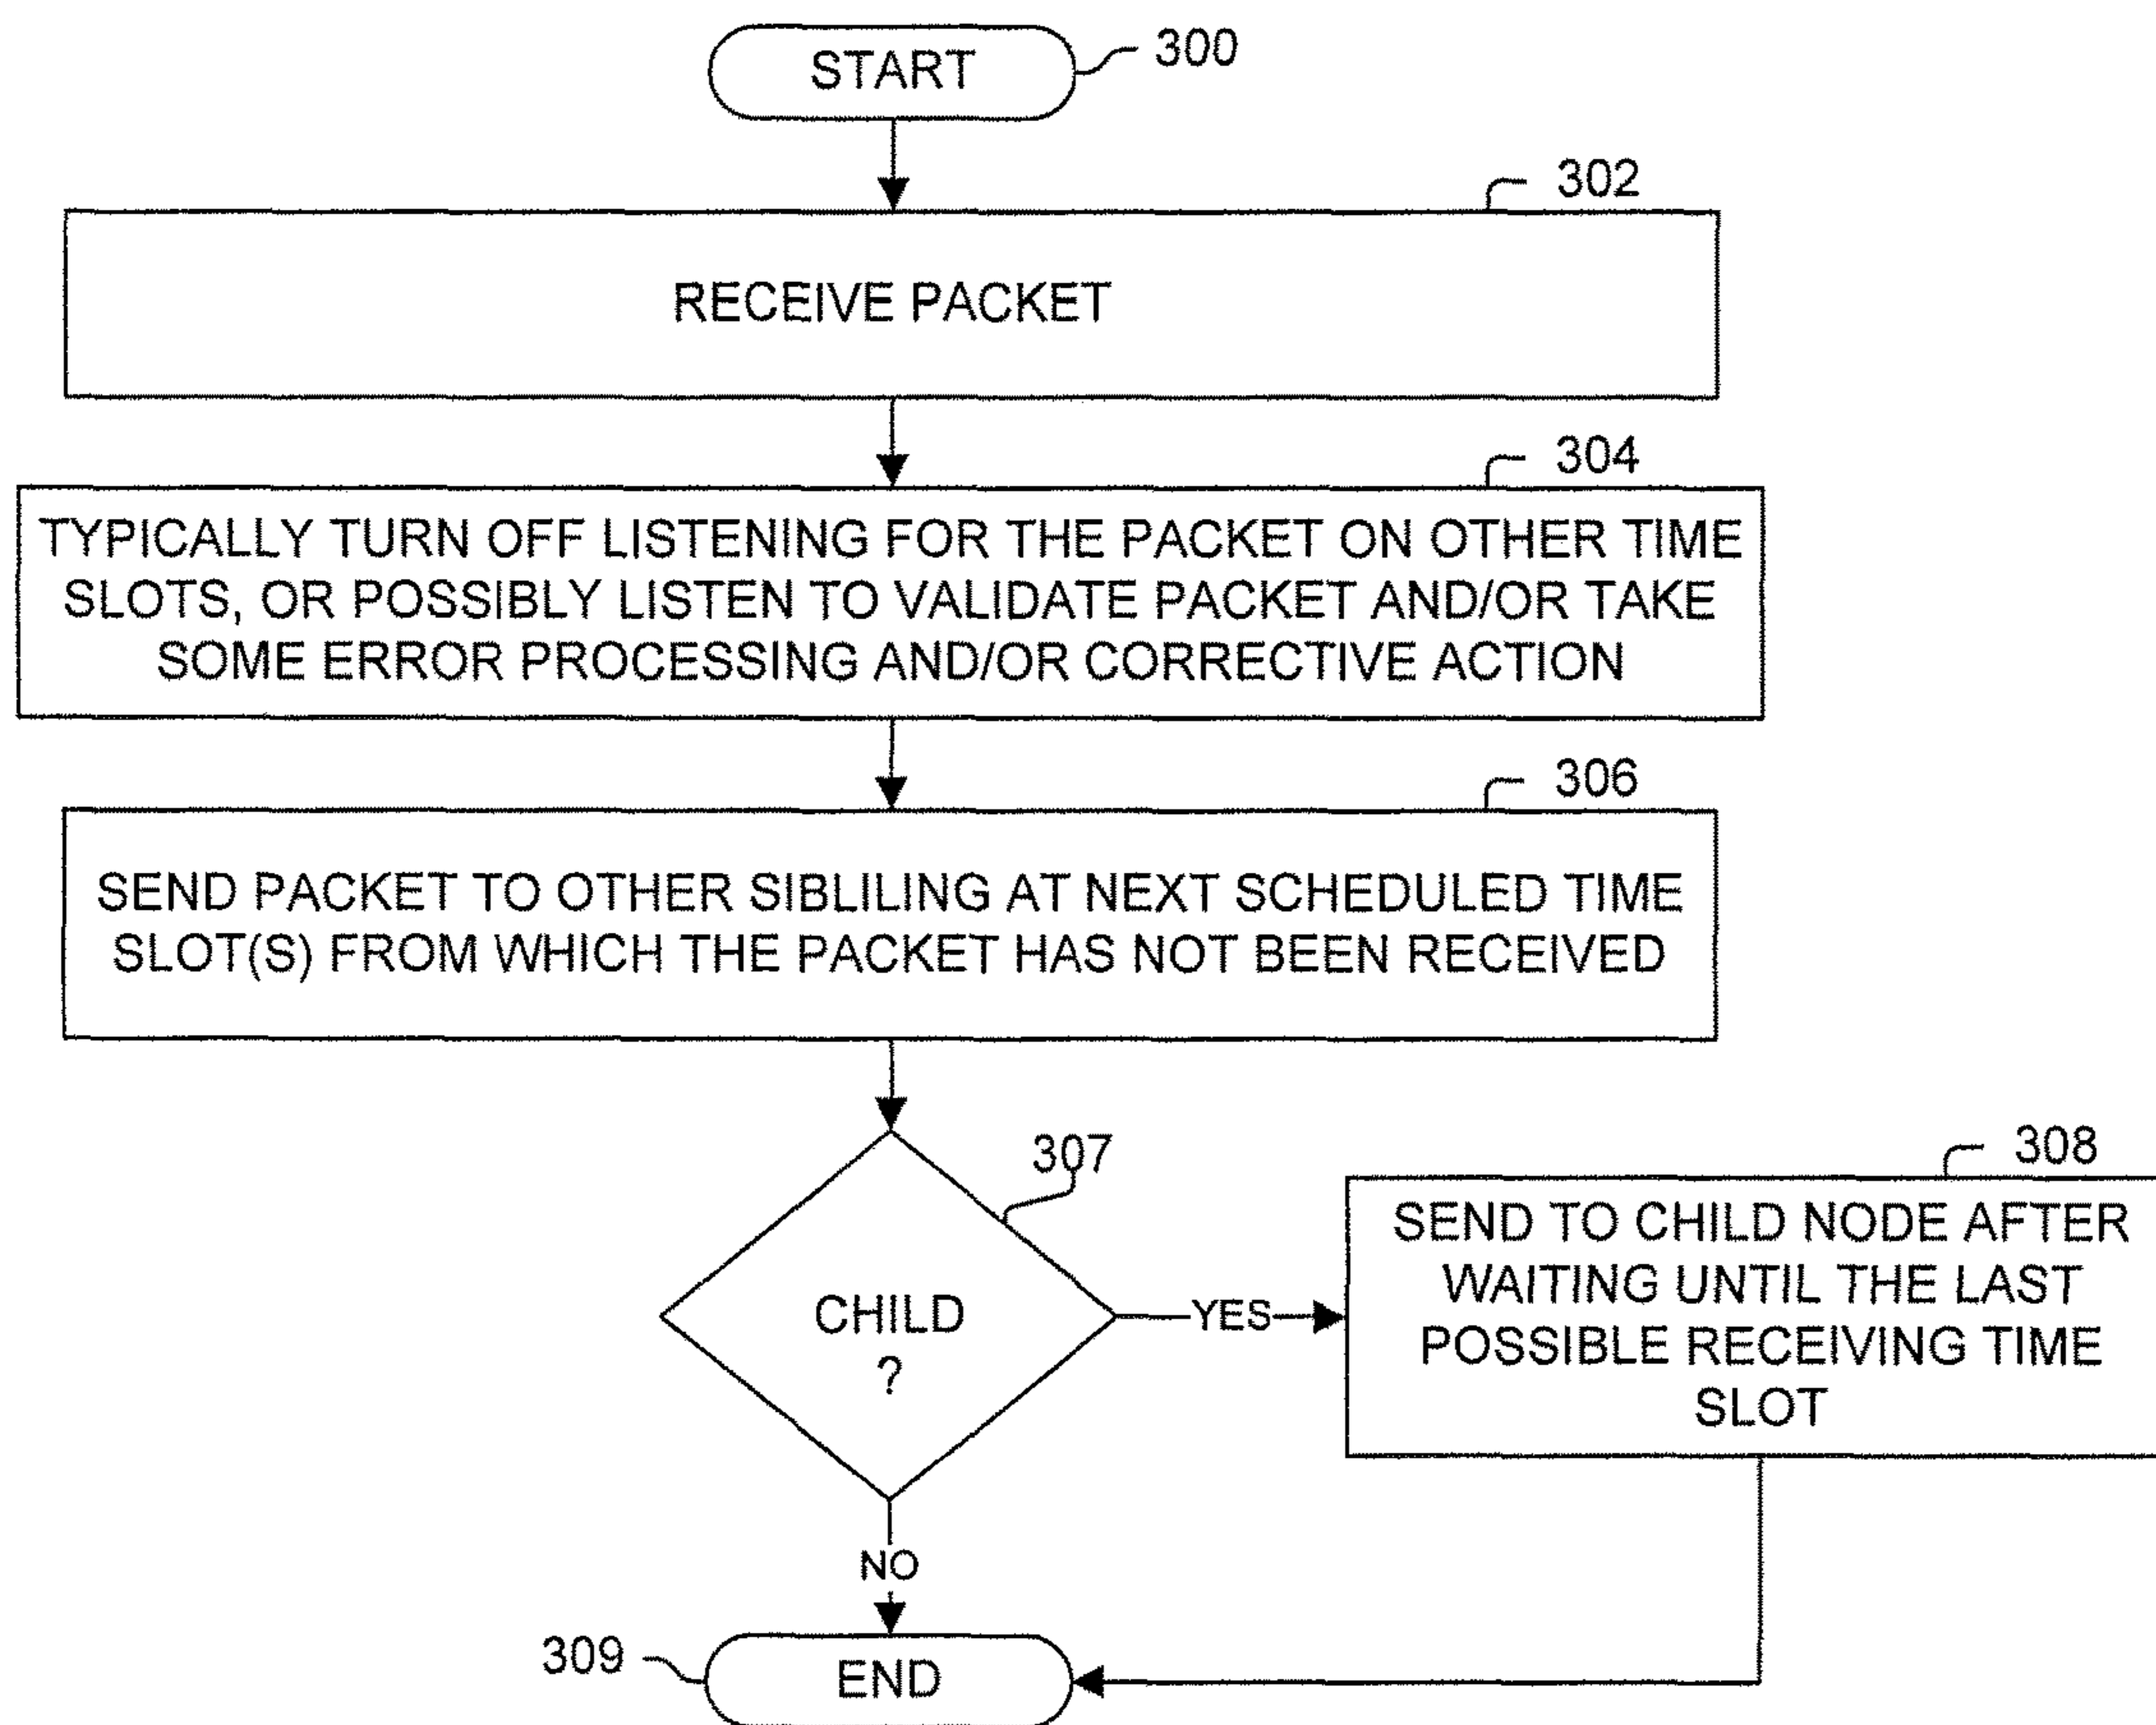 START
300
302
RECEIVE PACKET
304
TYPICALLY TURN OFF LISTENING FOR THE PACKET ON OTHER TIME
SLOTS, OR POSSIBLY LISTEN TO VALIDATE PACKET AND/OR TAKE
SOME ERROR PROCESSING AND/OR CORRECTIVE ACTION
306
SEND PACKET TO OTHER SIBLILING AT NEXT SCHEDULED TIME
SLOT(S) FROM WHICH THE PACKET HAS NOT BEEN RECEIVED
307
CHILD
?
YES
308
SEND TO CHILD NODE AFTER
WAITING UNTIL THE LAST
POSSIBLE RECEIVING TIME
SLOT
NO
309
END